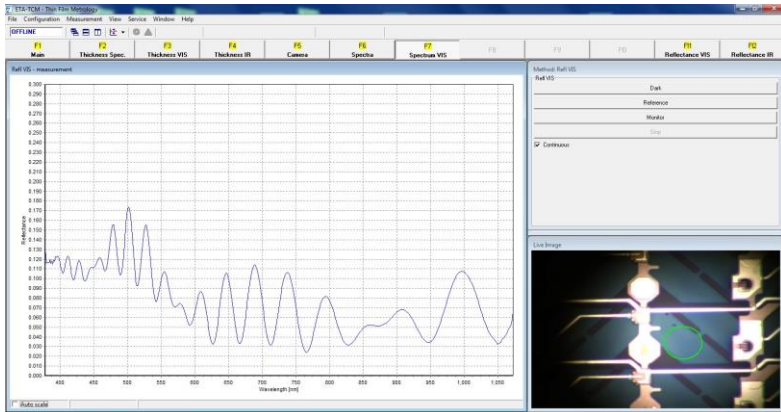 ETA-TCM - Thin Film Metrology
File Configuration Measurement View Service Window Help
OFFLINE
F1 F2 F3 F4 F5 F6 F7 F8 F9 F10 F11 F12
Main Thickness Spec. Thickness VIS Thickness IR Camera Spectra Spectrum VIS Reflectance VIS Reflectance IR
Refl VIS - measurement
0.300
0.290
0.280
0.270
0.260
0.250
0.240
0.230
0.220
0.210
0.200
0.190
0.180
0.170
0.160
0.150
0.140
0.130
0.120
0.110
0.100
0.090
0.080
0.070
0.060
0.050
0.040
0.030
0.020
0.010
0.000
Reflectance
400 450 500 550 600 650 700 750 800 850 900 950 1,000 1,050
Wavelength [nm]
Auto scale
Method: Refl VIS
Refl VIS
Dark
Reference
Monitor
Stop
Continuous
Live Image